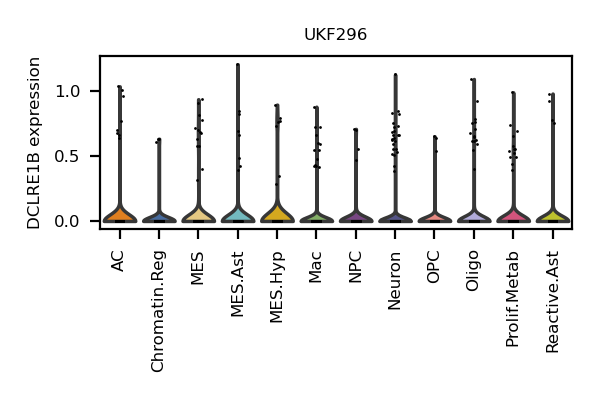 UKF296
DCLRE1B expression
1.0
0.5
0.0
AC
Chromatin.Reg
MES
MES.Ast
MES.Hyp
Mac
NPC
Neuron
OPC
Oligo
Prolif.Metab
Reactive.Ast